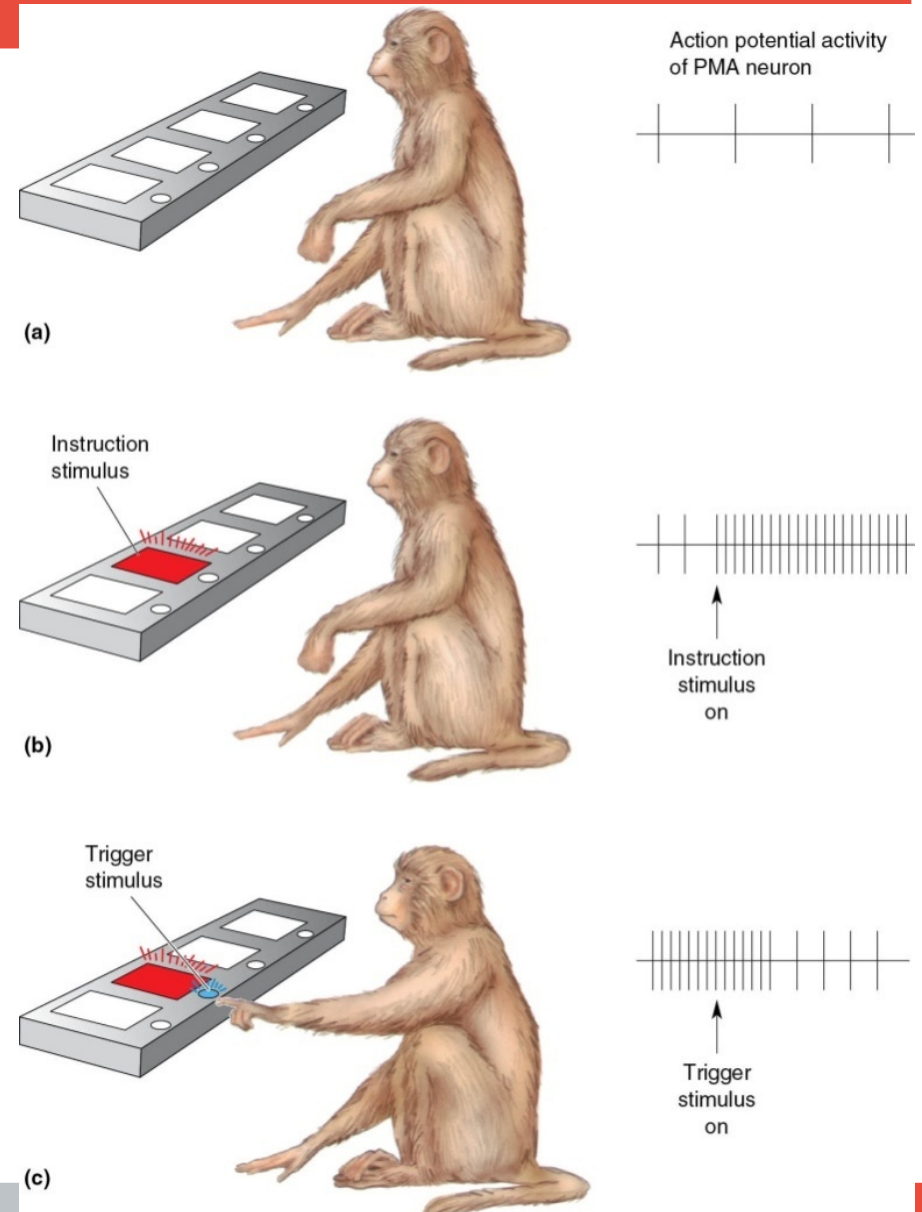 Action potential activity
of PMA neuron
(a)
Instruction
stimulus
Instruction
stimulus
on
(b)
Trigger
stimulus
Trigger
stimulus
on
(c)